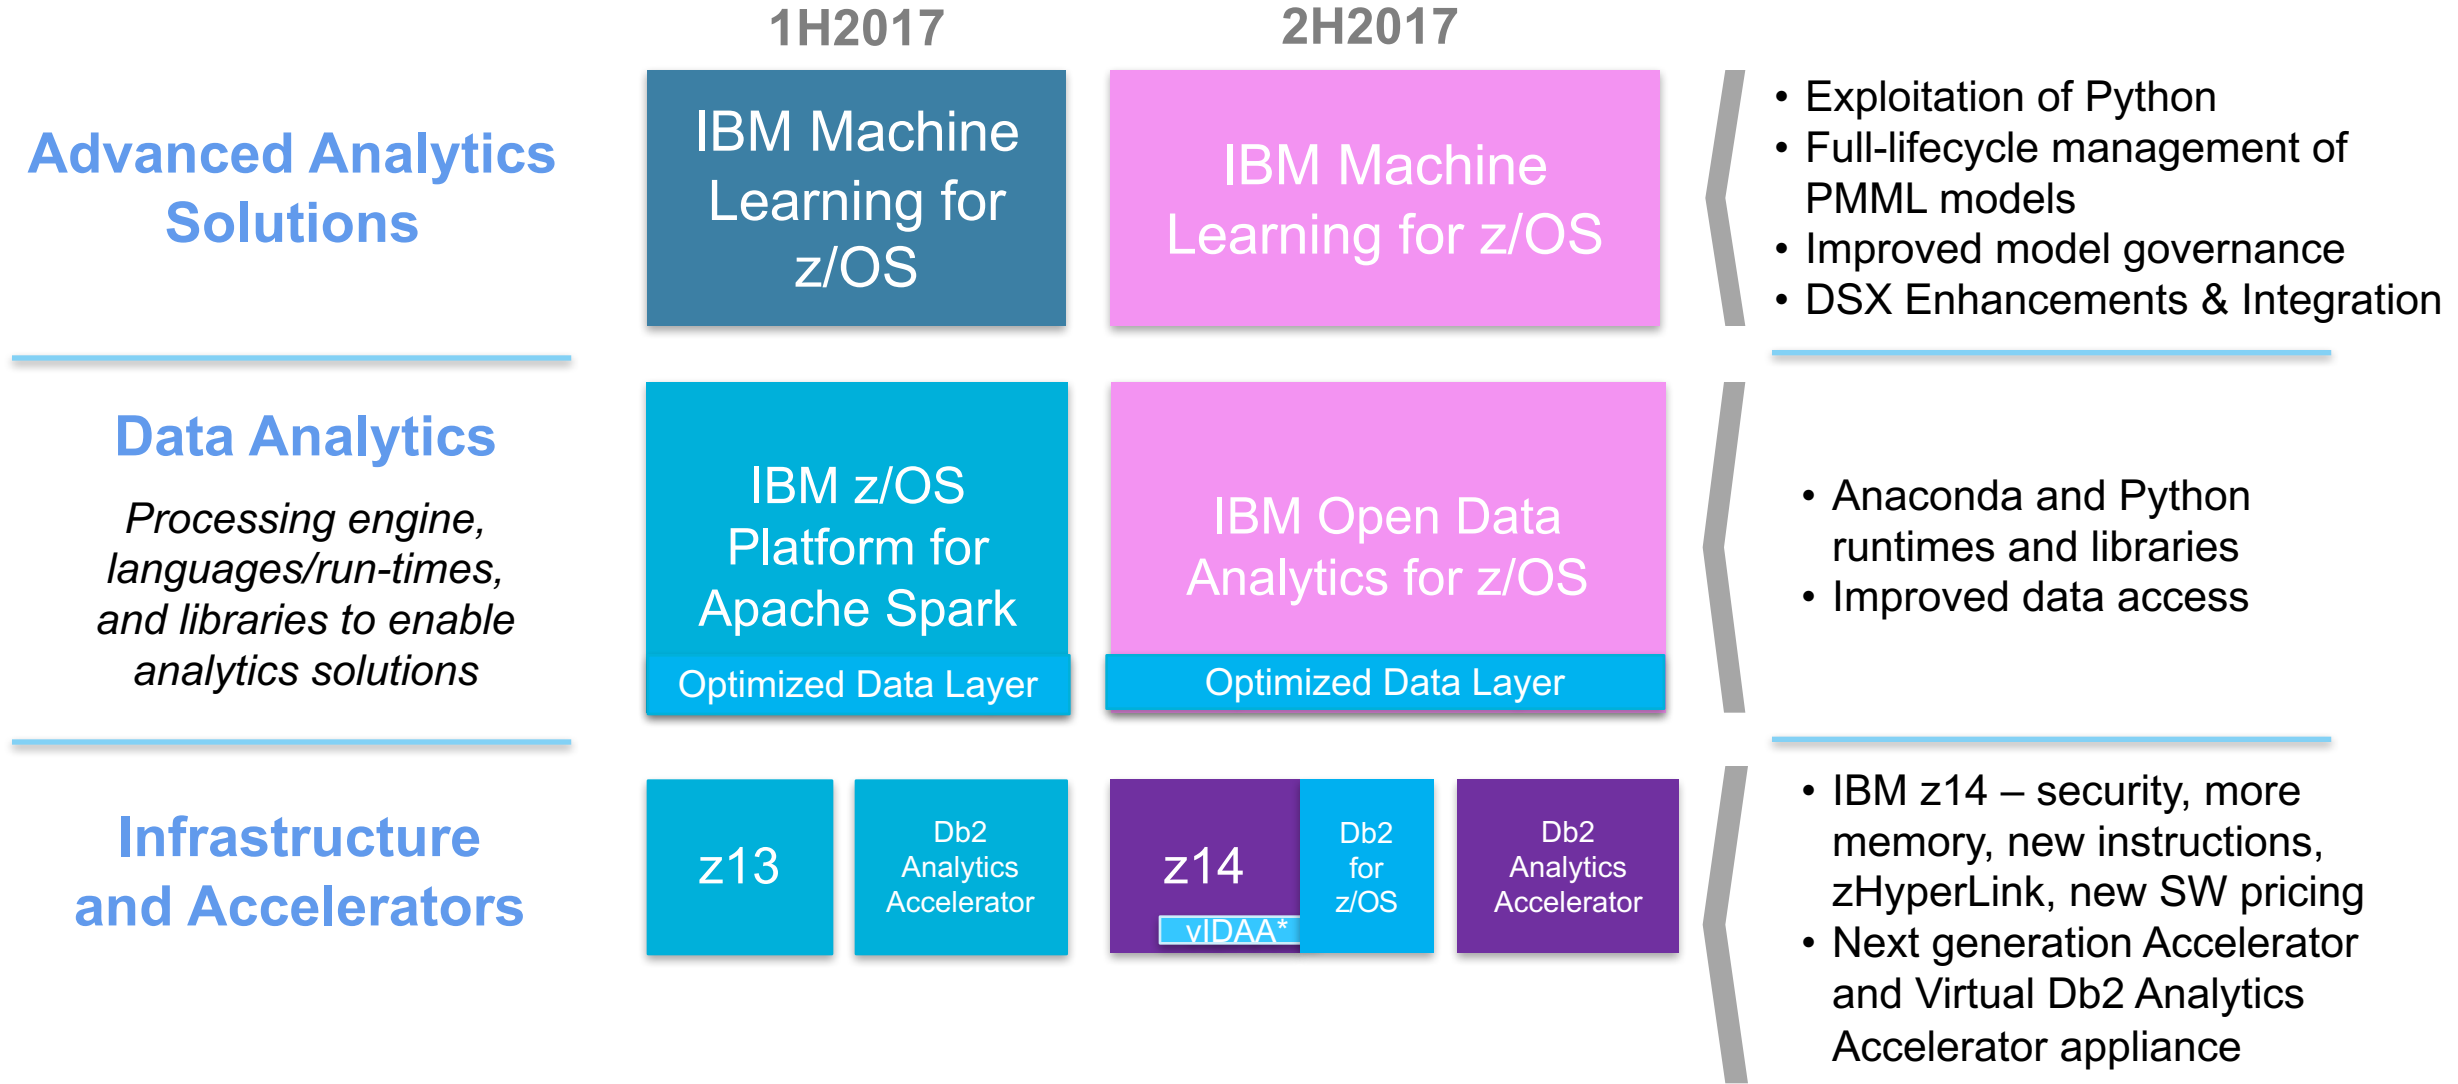 1H2017
2H2017
Advanced Analytics
Solutions
IBM Machine
Learning for
z/OS
IBM Machine
Learning for z/OS
• Exploitation of Python
• Full-lifecycle management of
PMML models
• Improved model governance
• DSX Enhancements & Integration
Data Analytics
Processing engine,
languages/run-times,
and libraries to enable
analytics solutions
IBM z/OS
Platform for
Apache Spark
Optimized Data Layer
IBM Open Data
Analytics for z/OS
Optimized Data Layer
• Anaconda and Python
runtimes and libraries
• Improved data access
Infrastructure
and Accelerators
z13
Db2
Analytics
Accelerator
z14
vIDAA*
Db2
for
z/OS
Db2
Analytics
Accelerator
• IBM z14 – security, more
memory, new instructions,
zHyperLink, new SW pricing
• Next generation Accelerator
and Virtual Db2 Analytics
Accelerator appliance